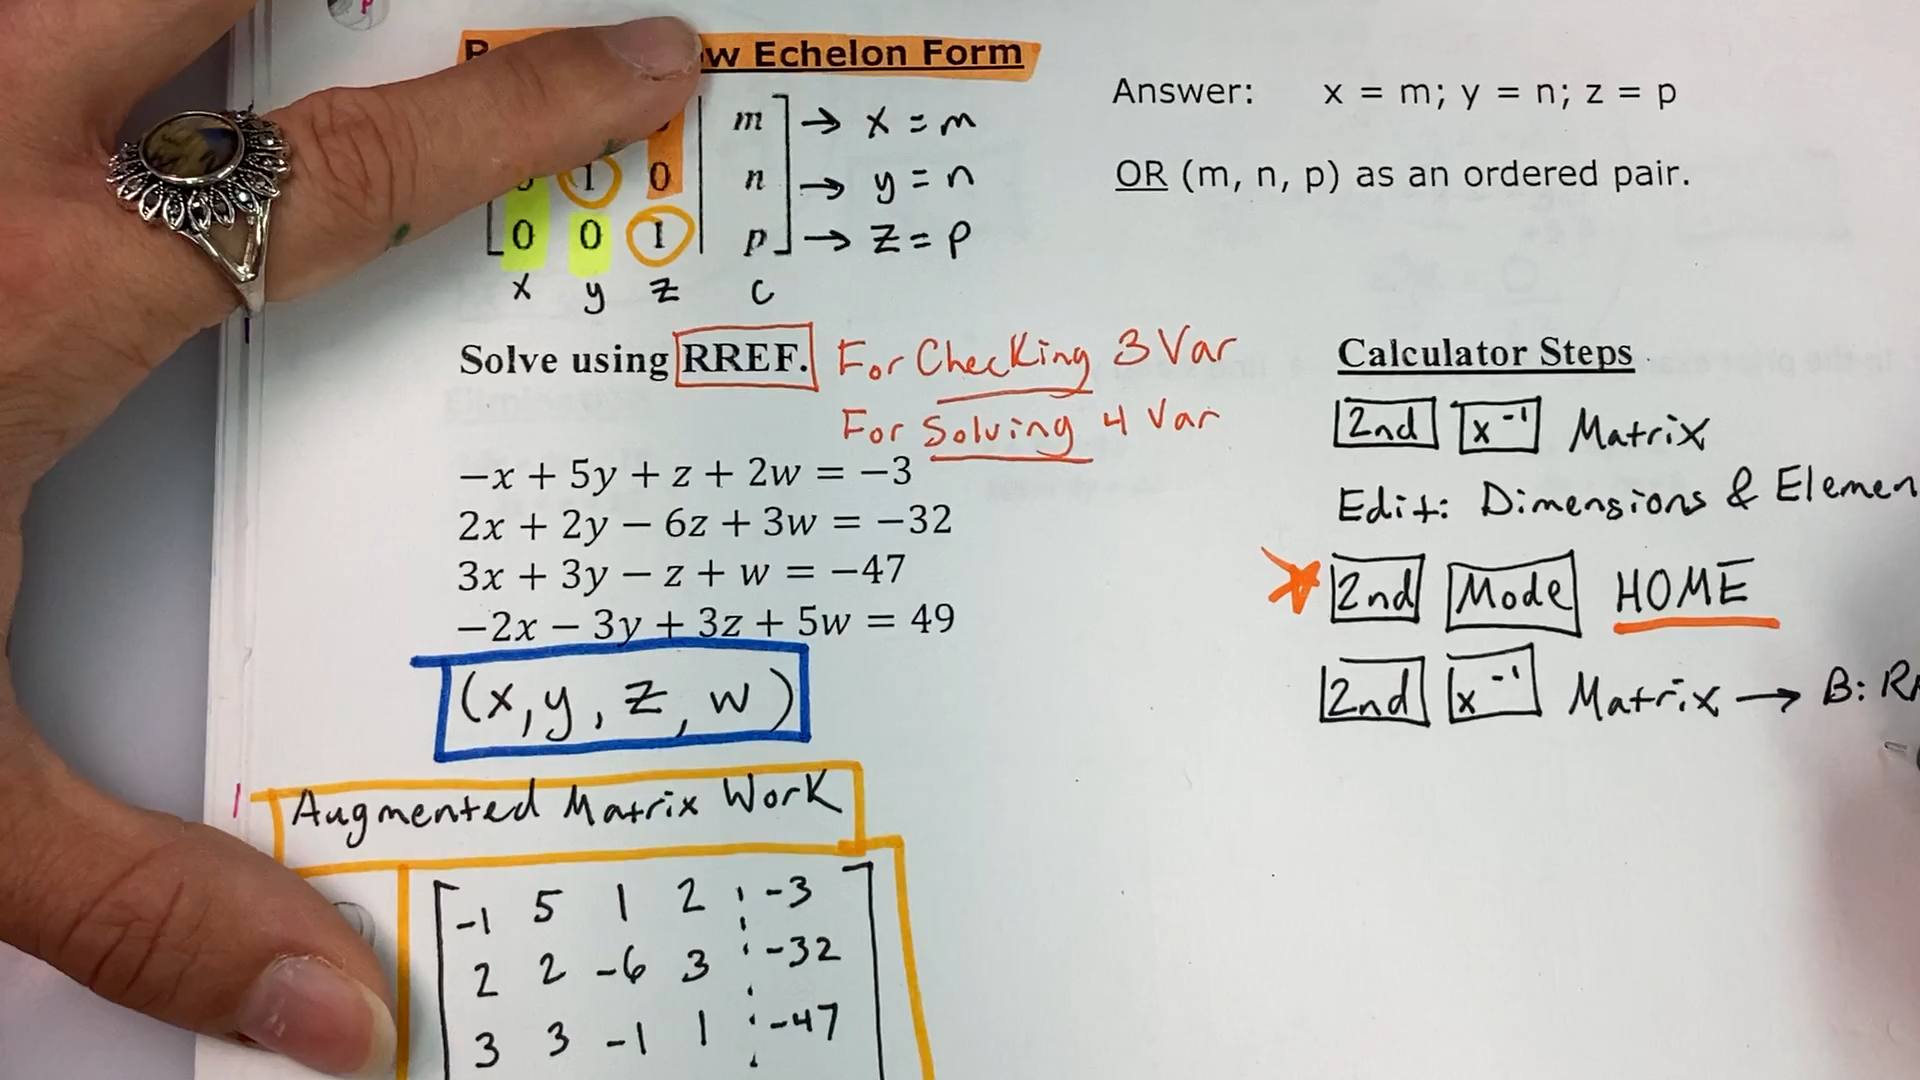 w Echelon Form
m → x = m
1 0 n → y = n
0 0 1 p → z = p
x y z c
Answer: x = m; y = n; z = p
OR (m, n, p) as an ordered pair.
Solve using RREF. For Checking 3 Var
For Solving 4 Var
−x + 5y + z + 2w = −3
2x + 2y − 6z + 3w = −32
3x + 3y − z + w = −47
−2x − 3y + 3z + 5w = 49
(x, y, z, w)
Calculator Steps
2nd x⁻¹ Matrix
Edit: Dimensions & Elemen
2nd Mode HOME
2nd x⁻¹ Matrix → B: R
Augmented Matrix Work
-1 5 1 2 -3
2 2 -6 3 -32
3 3 -1 1 -47